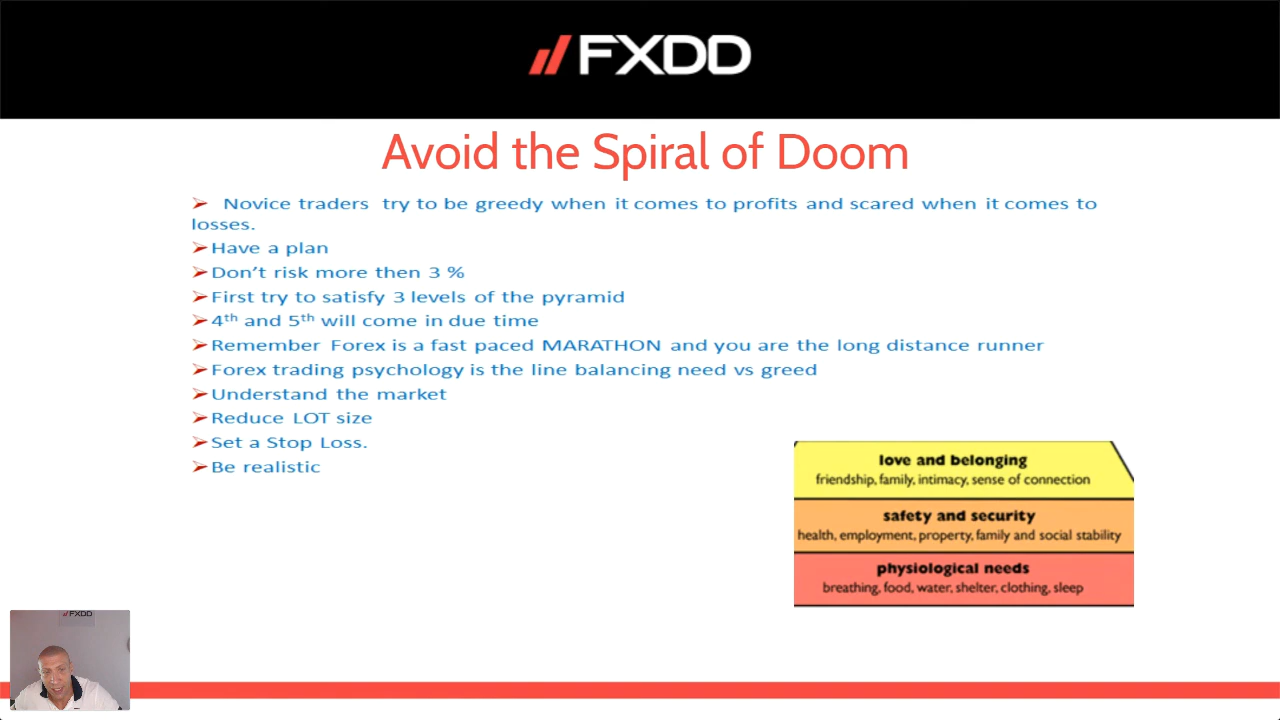 FXDD
Avoid the Spiral of Doom
➢ Novice traders try to be greedy when it comes to profits and scared when it comes to
losses.
➢Have a plan
➢Don't risk more then 3 %
➢First try to satisfy 3 levels of the pyramid
➢4th and 5th will come in due time
➢Remember Forex is a fast paced MARATHON and you are the long distance runner
➢Forex trading psychology is the line balancing need vs greed
➢Understand the market
➢Reduce LOT size
➢Set a Stop Loss.
➢Be realistic
love and belonging
friendship, family, intimacy, sense of connection
safety and security
health, employment, property, family and social stability
physiological needs
breathing, food, water, shelter, clothing, sleep
FXDD